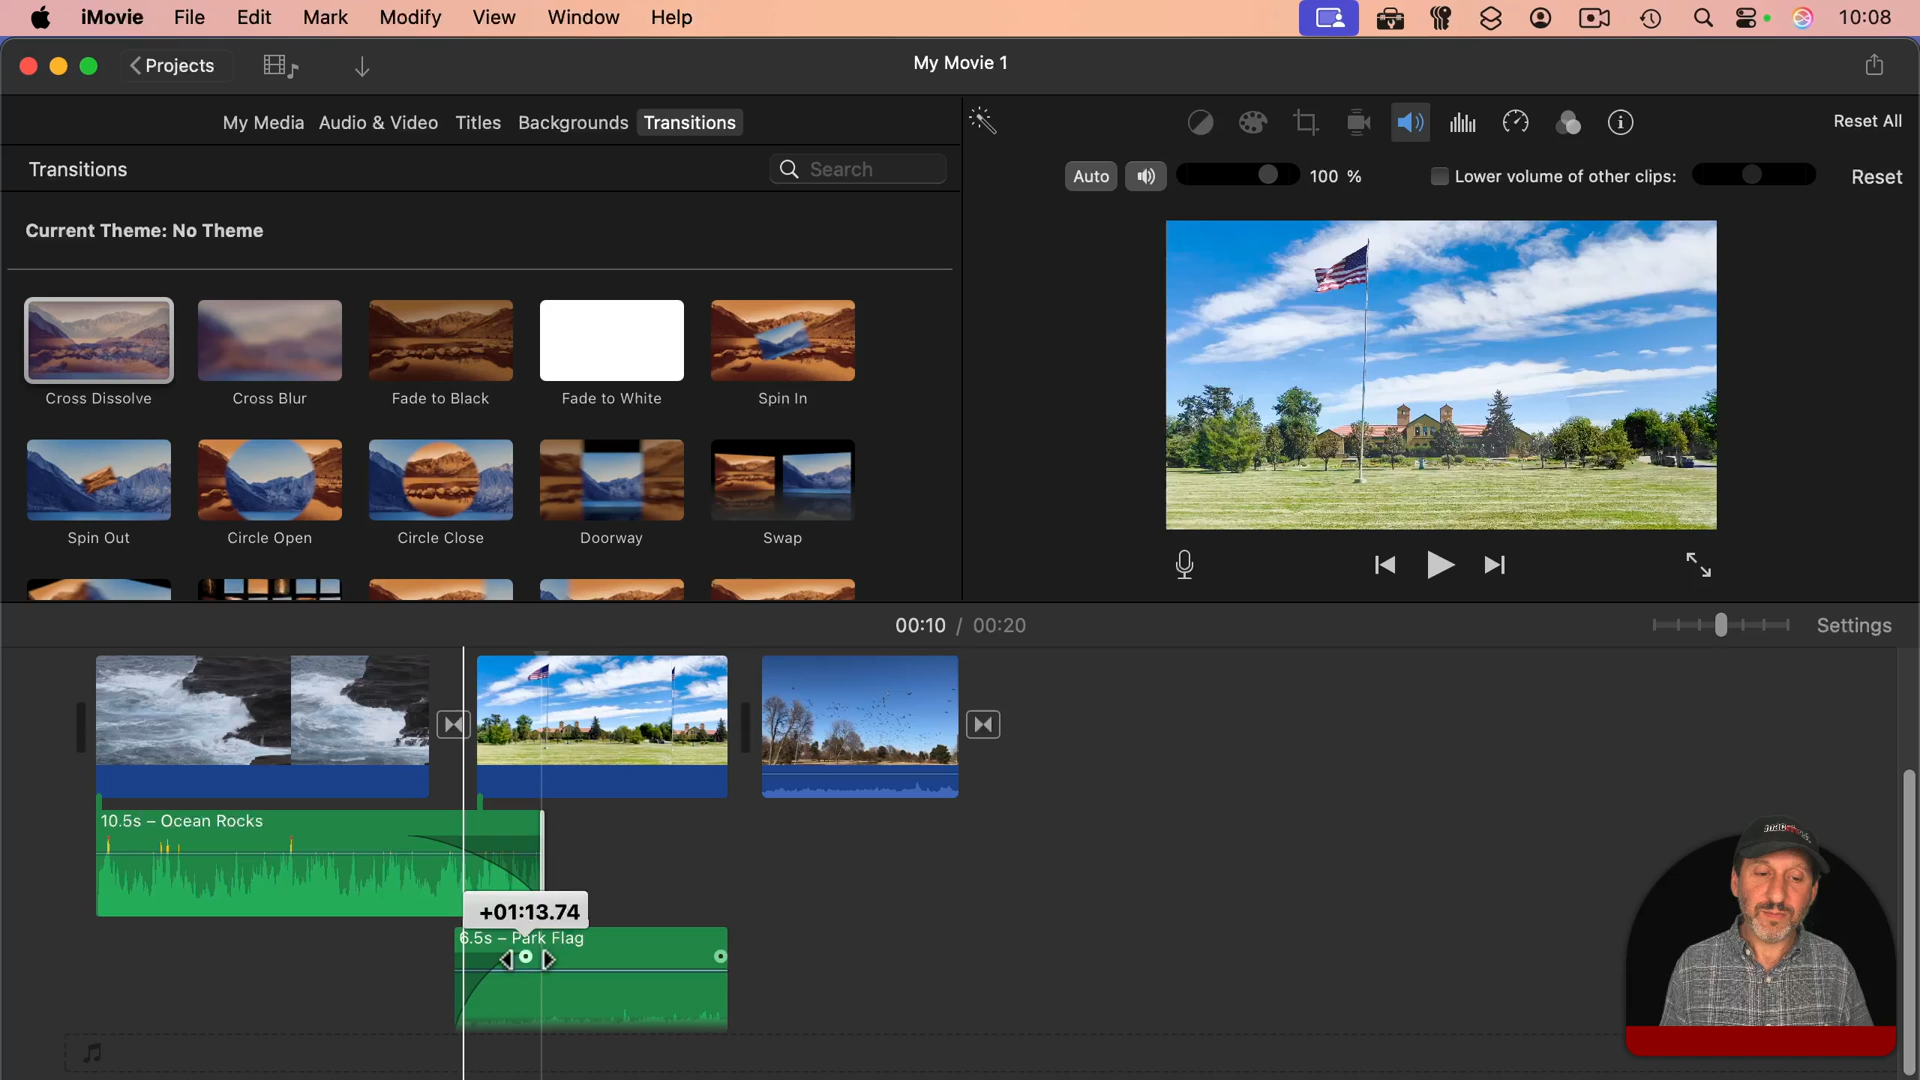 iMovie File Edit Mark Modify View Window Help 10:08
Projects
My Movie 1
My Media Audio & Video Titles Backgrounds Transitions
Reset All
Transitions
Search
Auto
100 %
Lower volume of other clips:
Reset
Current Theme: No Theme
Cross Dissolve
Cross Blur
Fade to Black
Fade to White
Spin In
Spin Out
Circle Open
Circle Close
Doorway
Swap
00:10 / 00:20
Settings
10.5s – Ocean Rocks
+01:13.74
6.5s – Park Flag